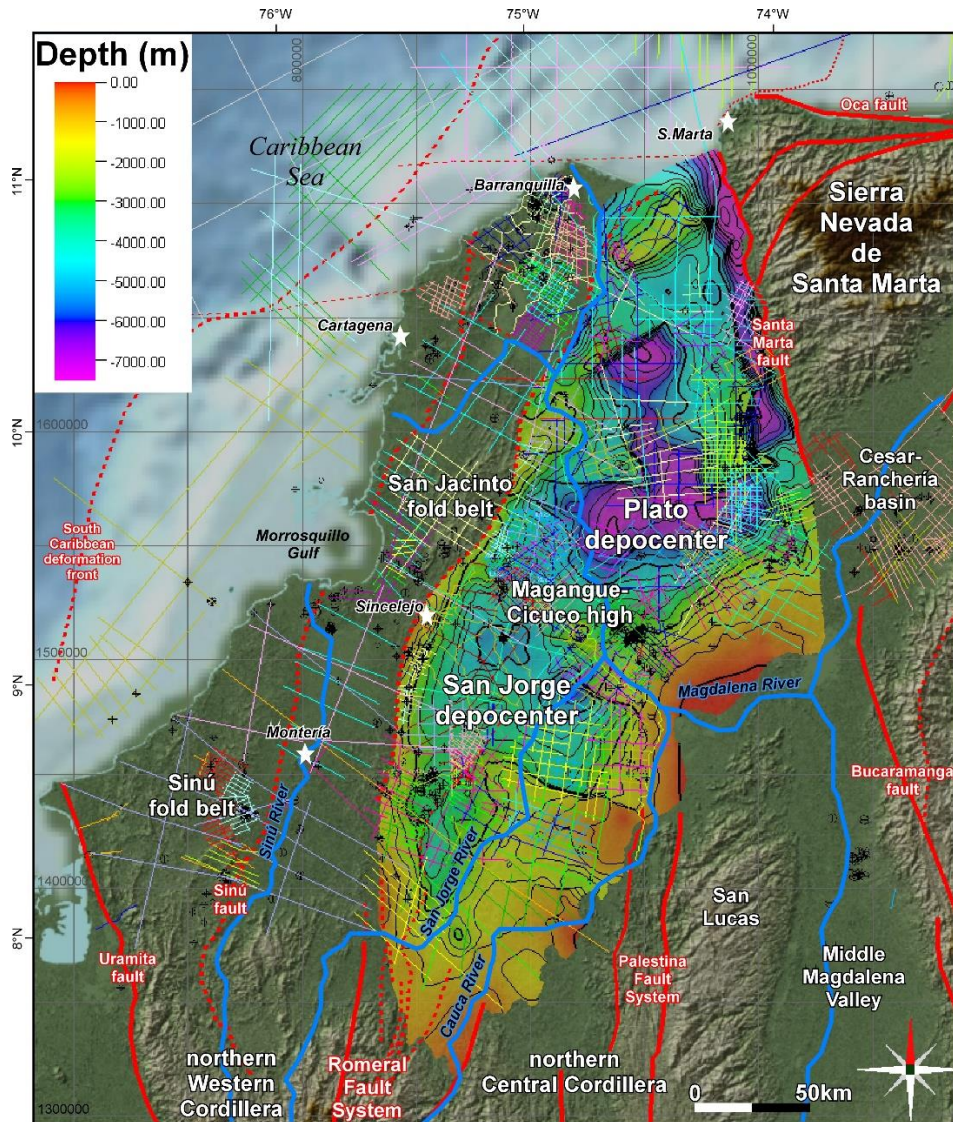 76°W
75°W
74°W
Depth (m)
0.00
-1000.00
-2000.00
-3000.00
-4000.00
-5000.00
-6000.00
-7000.00
800000
1000000
Oca fault
S.Marta
Caribbean
Sea
11°N
Barranquilla
Sierra
Nevada
de
Santa Marta
Cartagena
Santa
Marta
fault
10°N
1600000
Cesar-
Ranchería
basin
San Jacinto
fold belt
Plato
depocenter
South
Caribbean
deformation
front
Morrosquillo
Gulf
Magangue-
Cicuco high
Sincelejo
1500000
9°N
San Jorge
depocenter
Magdalena River
Montería
Bucaramanga
fault
Sinú
fold belt
Sinú River
San Jorge River
1400000
Sinú
fault
San
Lucas
8°N
Uramita
fault
Cauca River
Palestina
Fault
System
Middle
Magdalena
Valley
northern
Western
Cordillera
Romeral
Fault
System
northern
Central Cordillera
0
50km
1300000